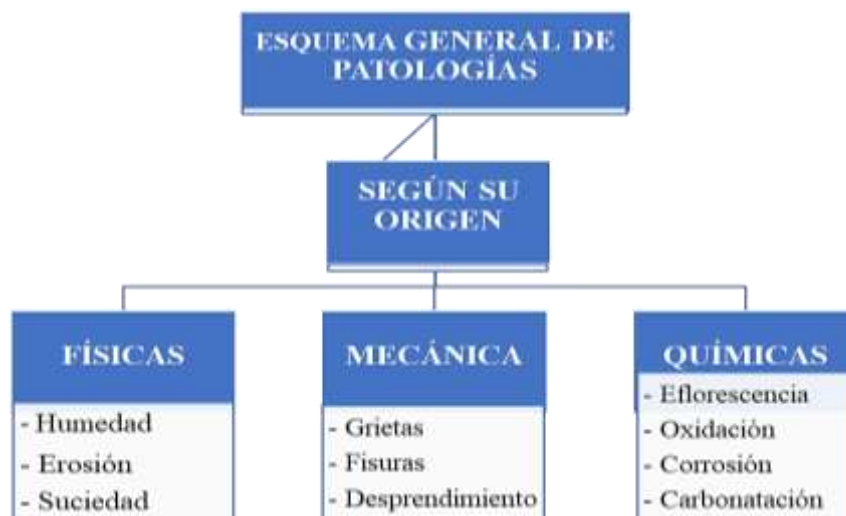 ESQUEMA GENERAL DE
PATOLOGÍAS
SEGÚN SU
ORIGEN
FÍSICAS
- Humedad
- Erosión
- Suciedad
MECÁNICA
- Grietas
- Fisuras
- Desprendimiento
QUÍMICAS
- Eflorescencia
- Oxidación
- Corrosión
- Carbonatación